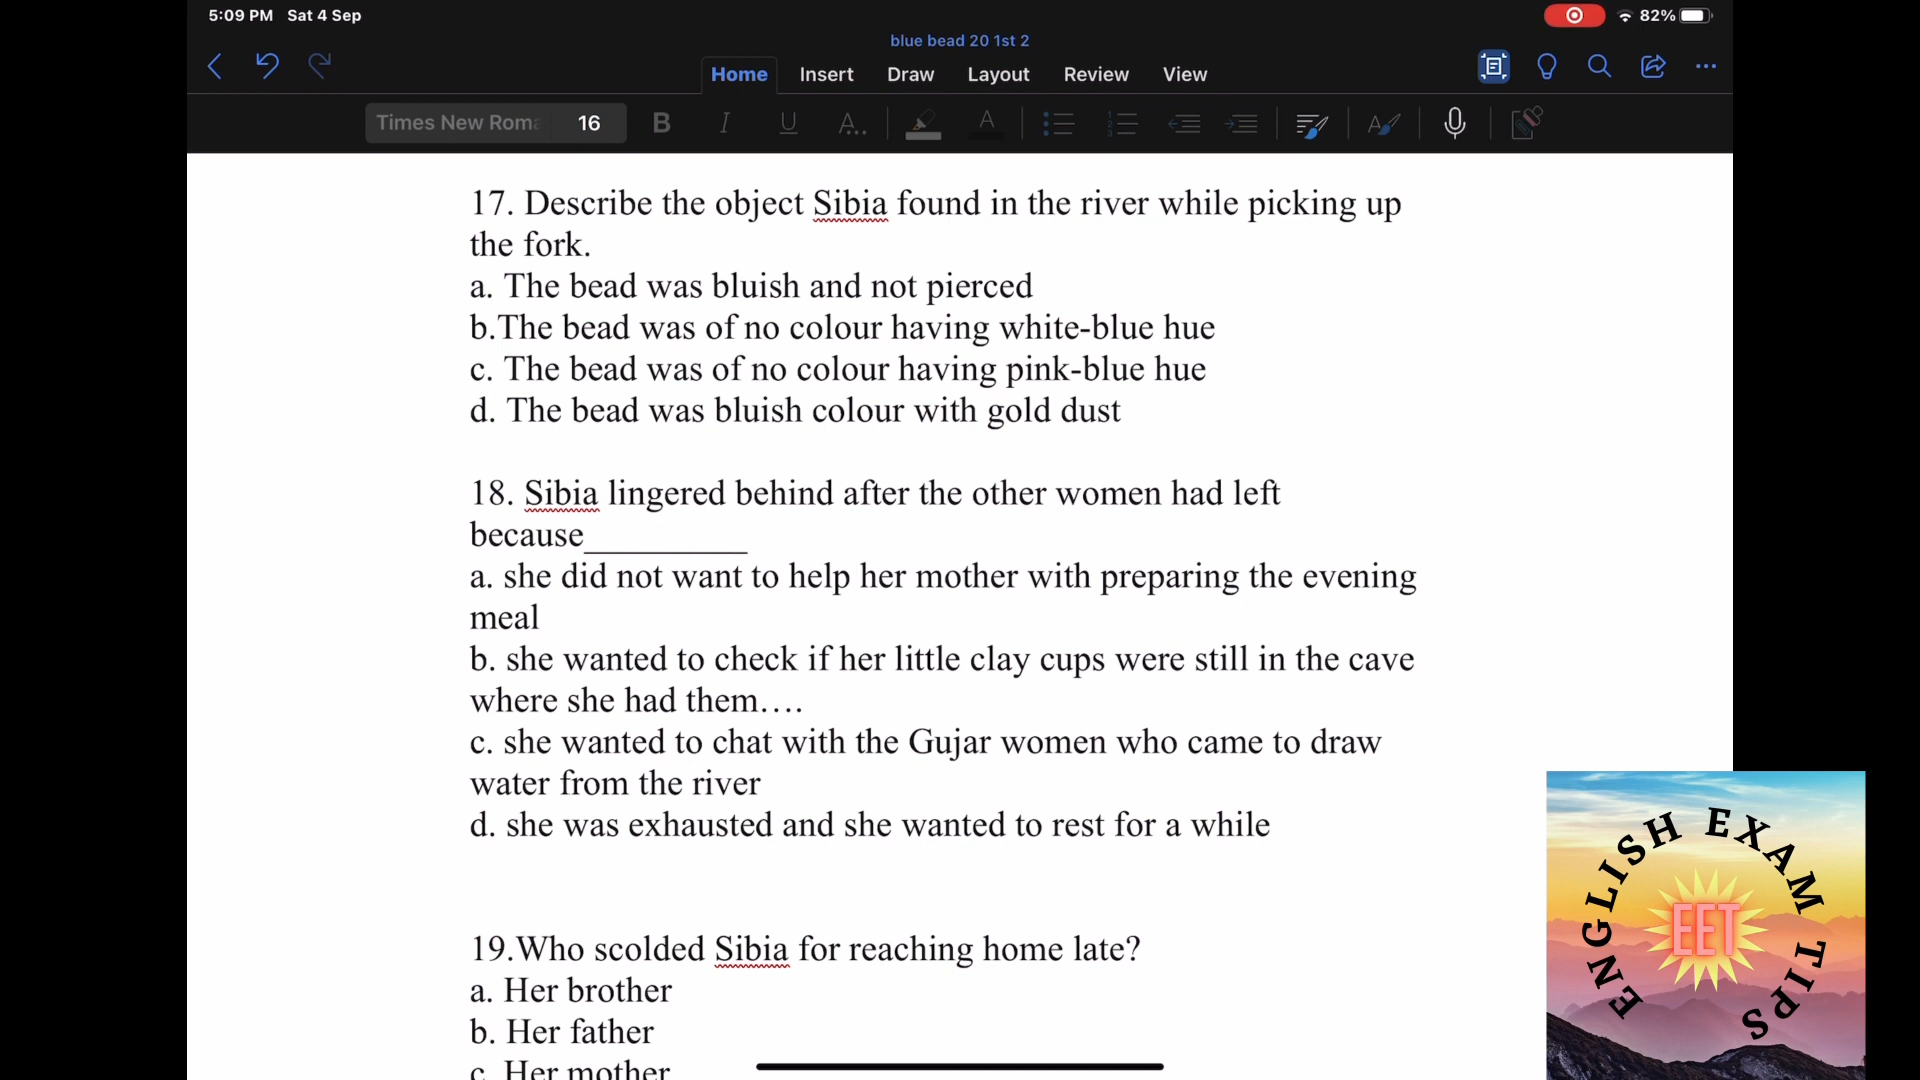 5:09 PM Sat 4 Sep
82%
blue bead 20 1st 2
Home Insert Draw Layout Review View
Times New Roma 16 B I U A.. A
17. Describe the object Sibia found in the river while picking up
the fork.
a. The bead was bluish and not pierced
b.The bead was of no colour having white-blue hue
c. The bead was of no colour having pink-blue hue
d. The bead was bluish colour with gold dust
18. Sibia lingered behind after the other women had left
because_________
a. she did not want to help her mother with preparing the evening
meal
b. she wanted to check if her little clay cups were still in the cave
where she had them….
c. she wanted to chat with the Gujar women who came to draw
water from the river
d. she was exhausted and she wanted to rest for a while
19.Who scolded Sibia for reaching home late?
a. Her brother
b. Her father
c. Her mother
ENGLISH EXAM TIPS
EET